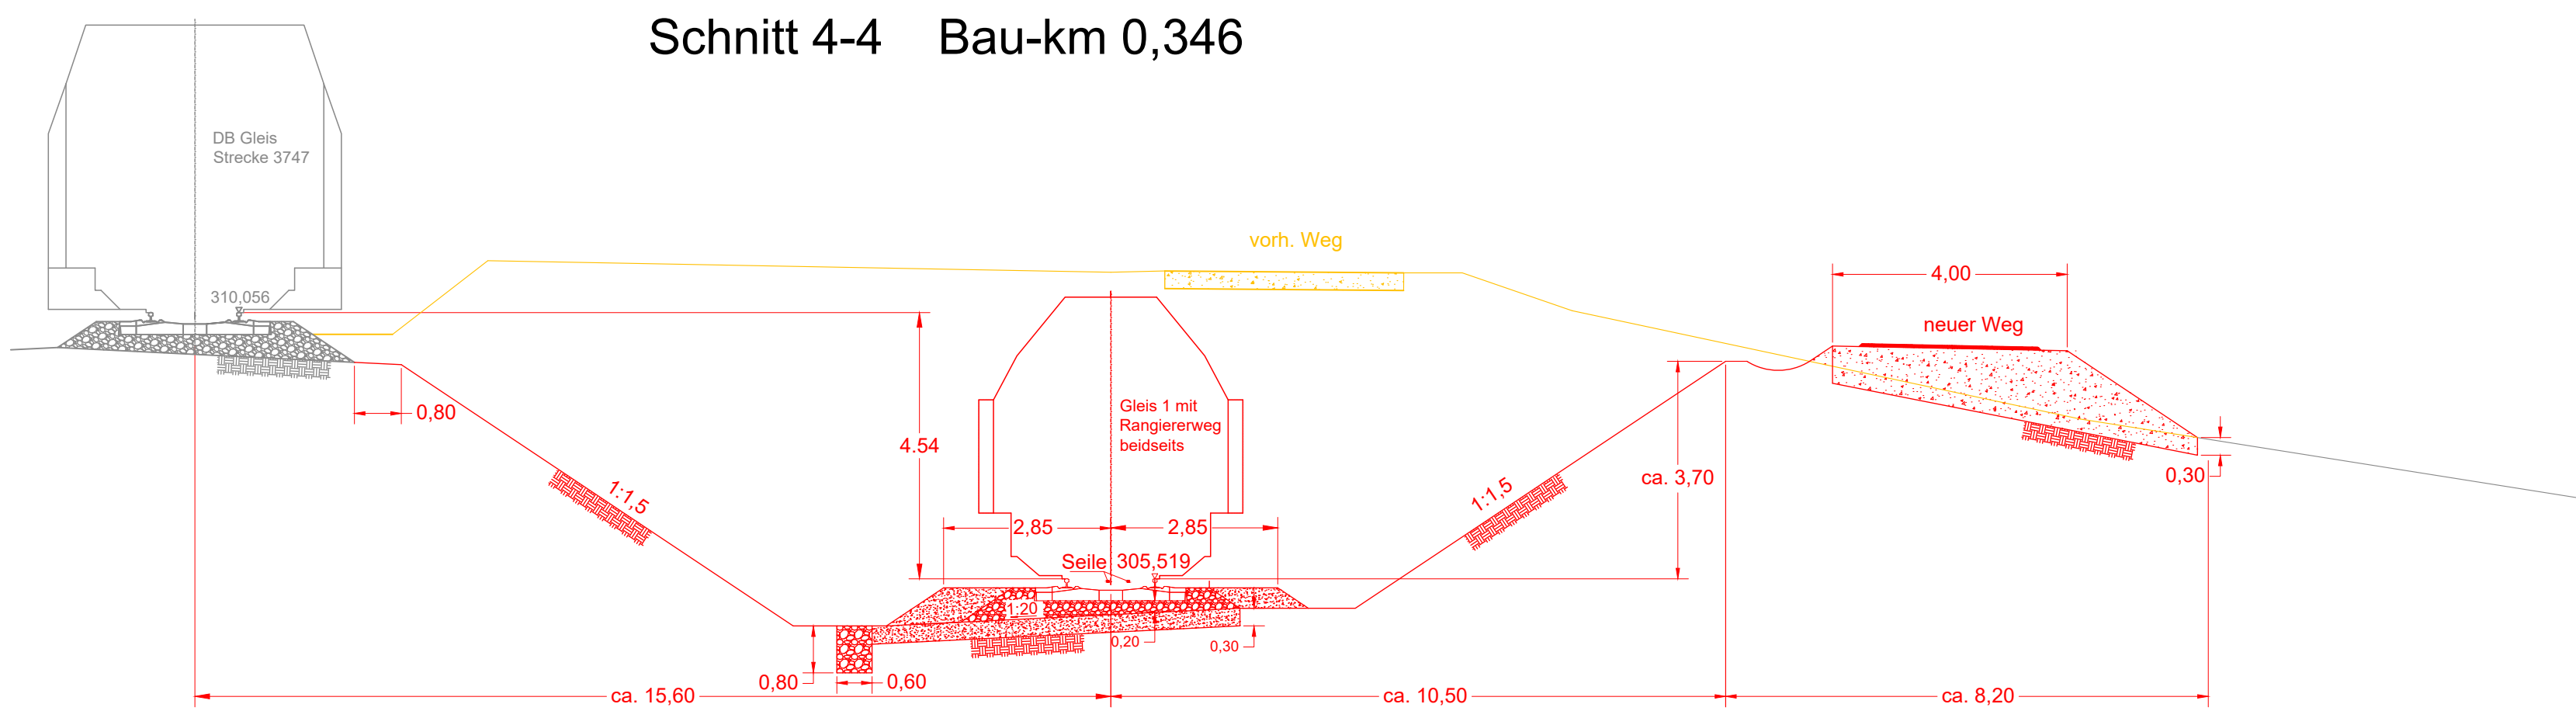 Schnitt 4-4 Bau-km 0,346
DB Gleis
Strecke 3747
310,056
vorh. Weg
4,00
neuer Weg
0,80
4.54
Gleis 1 mit
Rangiererweg
beidseits
1:1,5
1:1,5
ca. 3,70
0,30
2,85
2,85
Seile 305,519
1:20
0,20
0,30
0,80
0,60
ca. 15,60
ca. 10,50
ca. 8,20